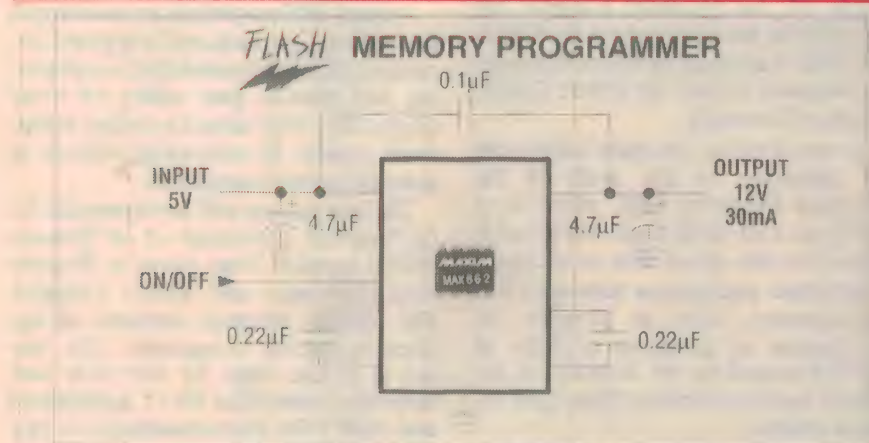 FLASH MEMORY PROGRAMMER
0.1µF
INPUT
5V
4.7µF
ON/OFF
0.22µF
MAXIM
MAX662
4.7µF
OUTPUT
12V
30mA
0.22µF